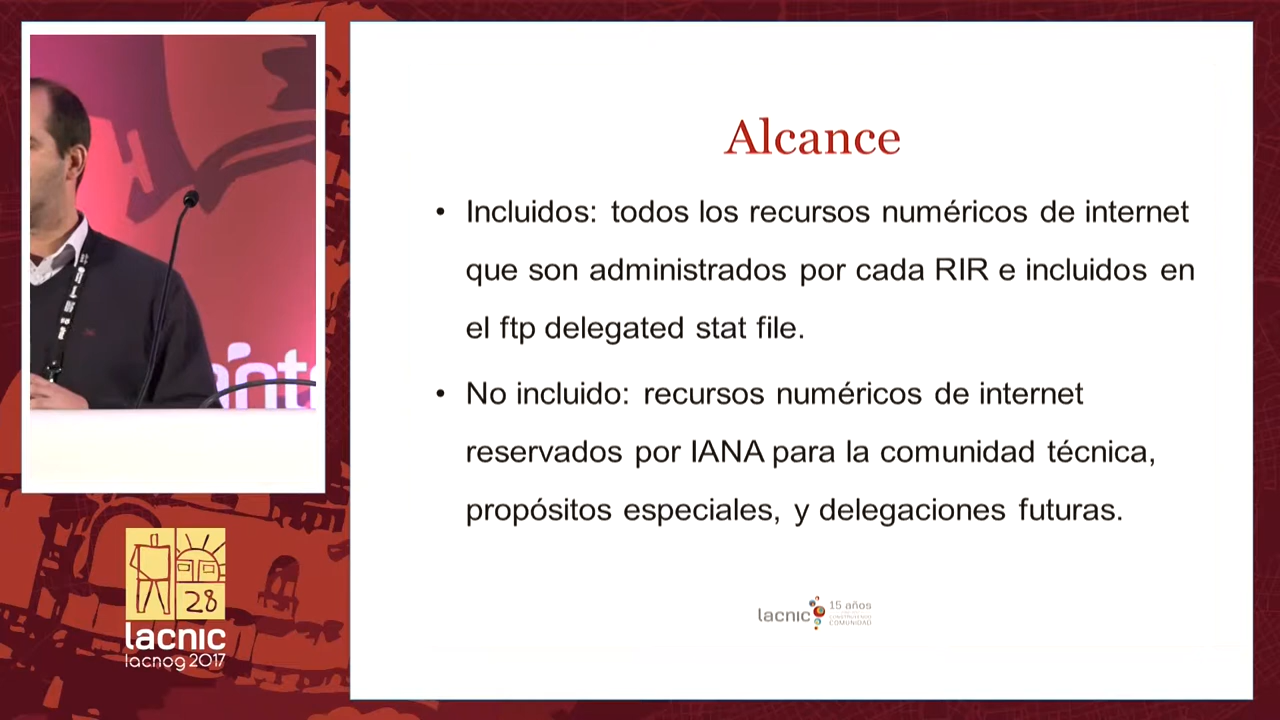 Alcance
• Incluidos: todos los recursos numéricos de internet
que son administrados por cada RIR e incluidos en
el ftp delegated stat file.
• No incluido: recursos numéricos de internet
reservados por IANA para la comunidad técnica,
propósitos especiales, y delegaciones futuras.
lacnic
15 años
CONSTRUYENDO
COMUNIDAD
28
lacnic
lacnog 2017